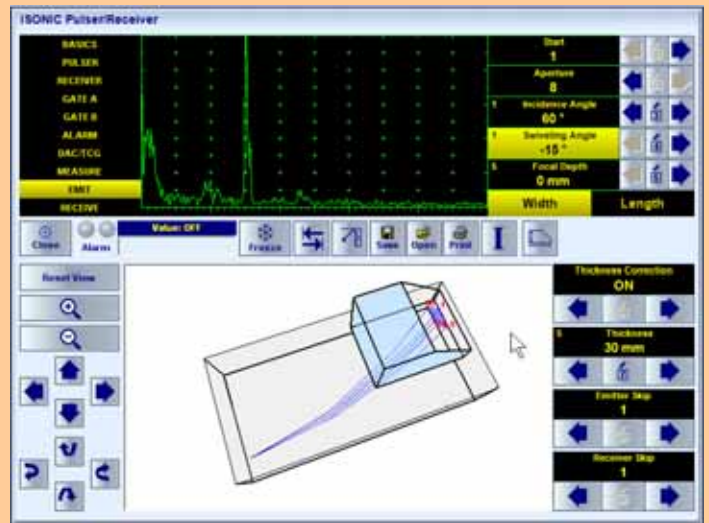 ISONIC Pulser/Receiver
BASICS
PULSER
RECEIVER
GATE A
GATE B
ALARM
DAC/TCG
MEASURE
EMIT
RECEIVE
Start
1
Aperture
8
1 Incidence Angle
60 °
1 Swiveling Angle
-15 °
5 Focal Depth
0 mm
Width Length
Close
Alarm
Value: OFF
Freeze
Save
Open
Print
Reset View
Thickness Correction
ON
5 Thickness
30 mm
Emitter Skip
1
Receiver Skip
1